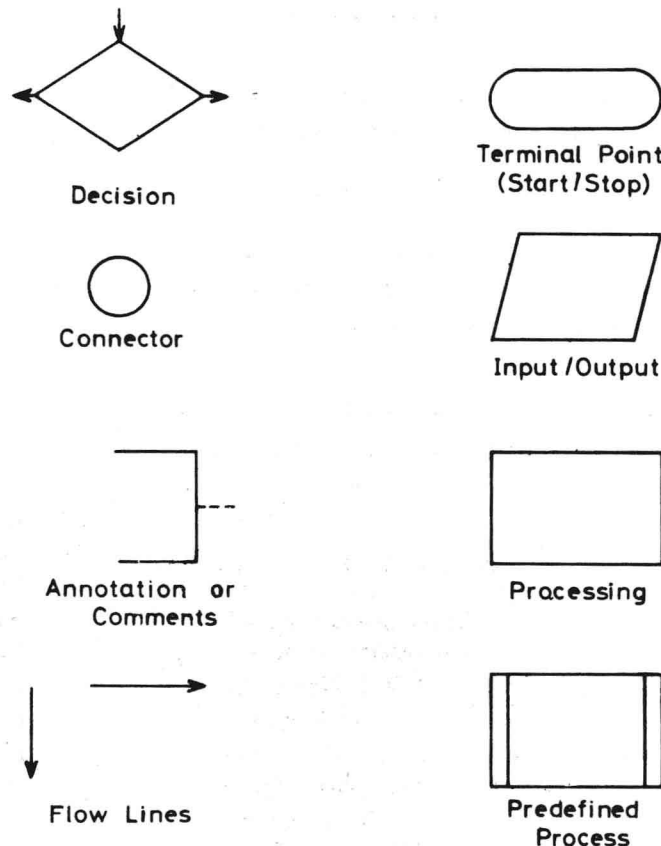 Decision
Terminal Point
(Start/Stop)
Connector
Input/Output
Annotation or
Comments
Processing
Flow Lines
Predefined
Process